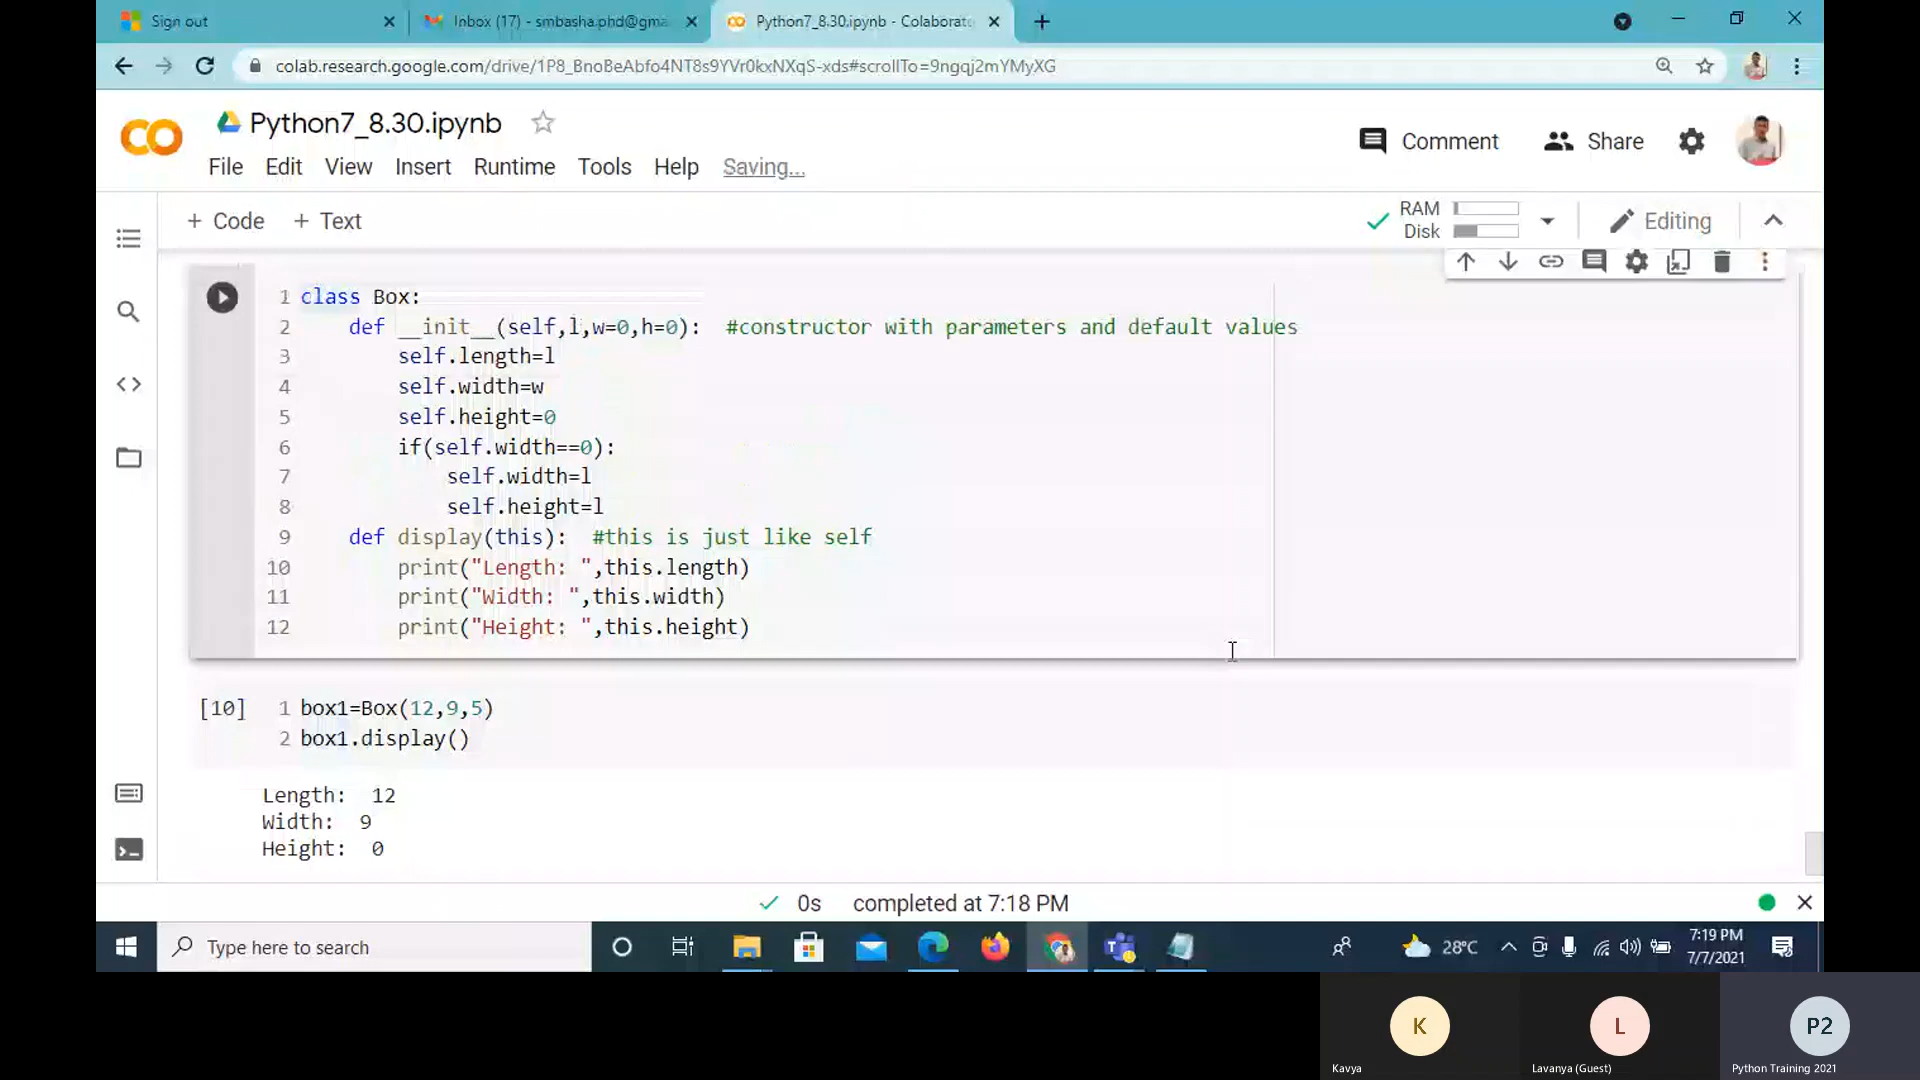 Sign out
Inbox (17) - smbasha.phd@gma
Python7_8.30.ipynb - Colaborato
colab.research.google.com/drive/1P8_BnoBeAbfo4NT8s9YVr0kxNXqS-xds#scrollTo=9ngqj2mYMyXG
CO
Python7_8.30.ipynb
Comment
Share
File Edit View Insert Runtime Tools Help Saving...
+ Code + Text
RAM
Disk
Editing
1 class Box:
2 def __init__(self,l,w=0,h=0): #constructor with parameters and default values
3 self.length=l
4 self.width=w
5 self.height=0
6 if(self.width==0):
7 self.width=l
8 self.height=l
9 def display(this): #this is just like self
10 print("Length: ",this.length)
11 print("Width: ",this.width)
12 print("Height: ",this.height)
[10] 1 box1=Box(12,9,5)
2 box1.display()
Length: 12
Width: 9
Height: 0
0s completed at 7:18 PM
Type here to search
28°C
7:19 PM
7/7/2021
K
L
P2
Kavya
Lavanya (Guest)
Python Training 2021